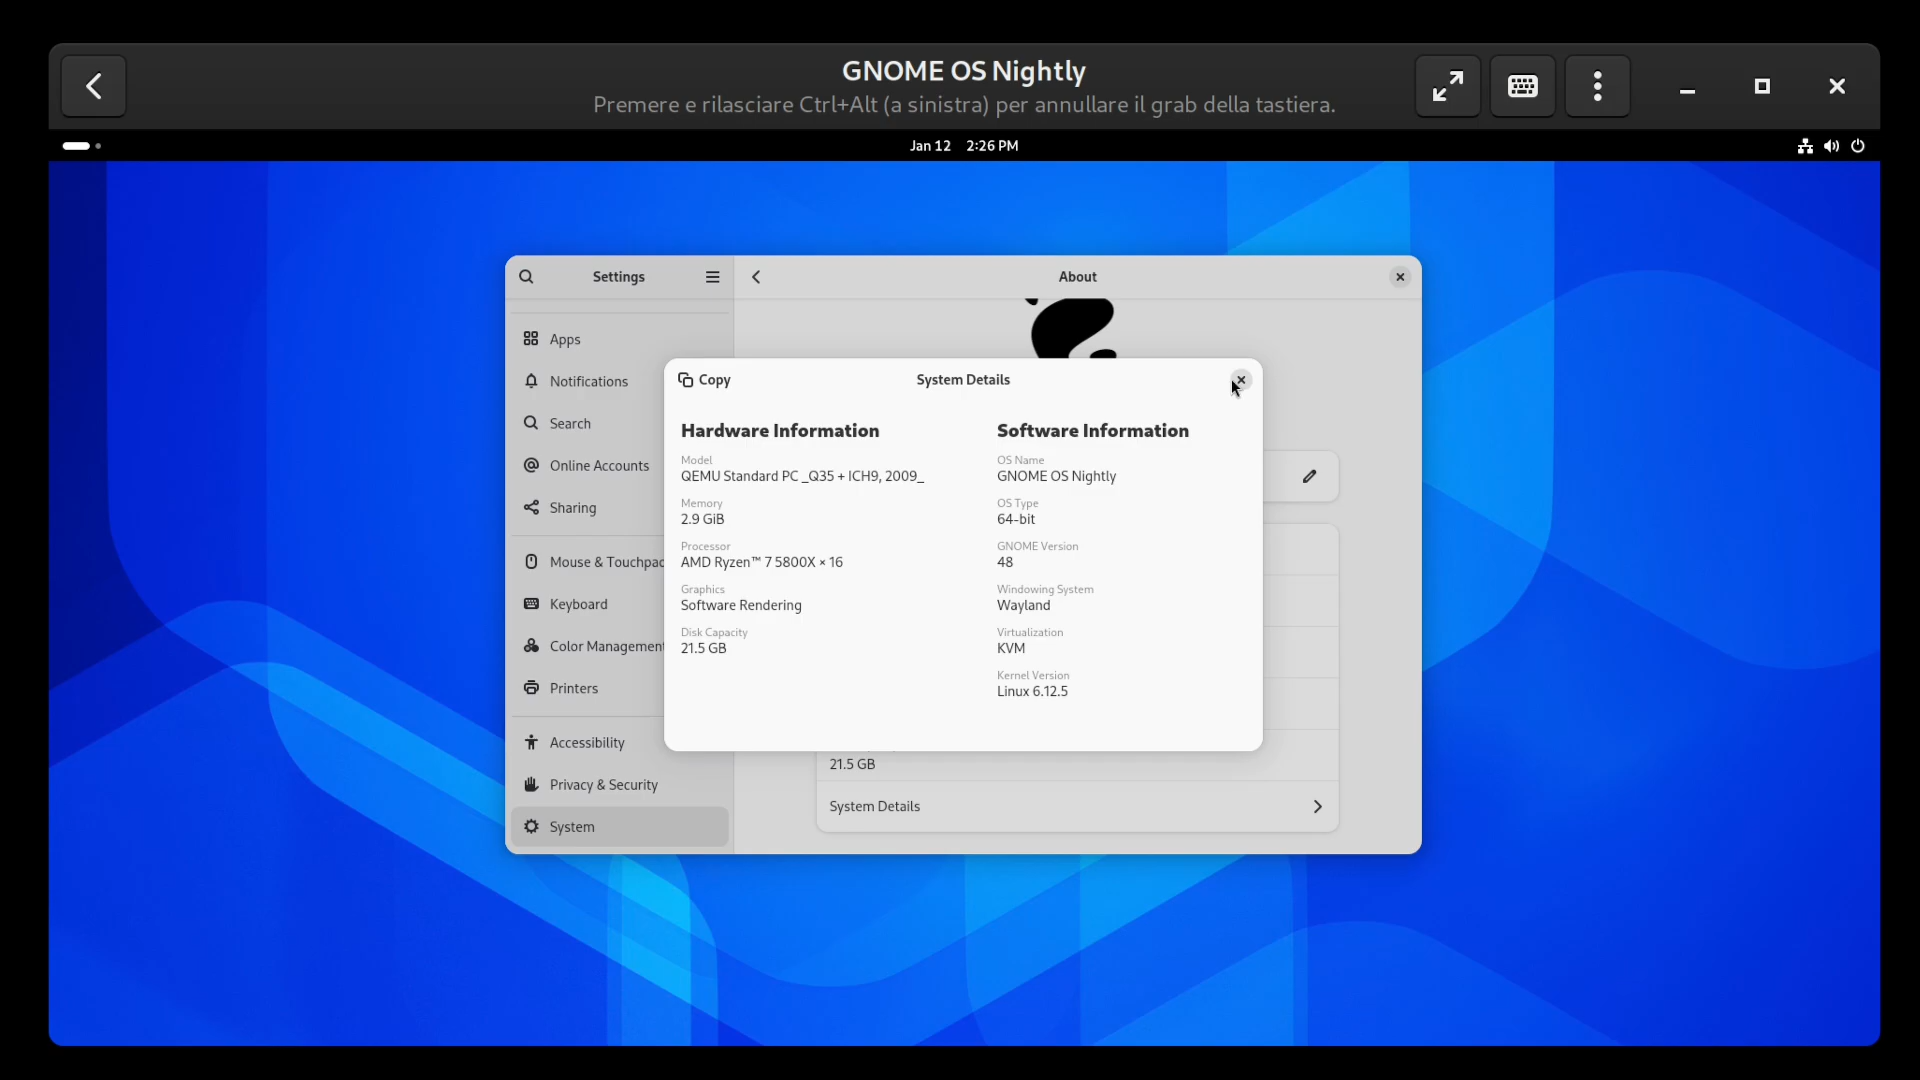 GNOME OS Nightly
Premere e rilasciare Ctrl+Alt (a sinistra) per annullare il grab della tastiera.
Jan 12 2:26 PM
Settings
About
Apps
Notifications
Search
Online Accounts
Sharing
Mouse & Touchpad
Keyboard
Color Management
Printers
Accessibility
Privacy & Security
System
Copy
System Details
Hardware Information
Model
QEMU Standard PC _Q35 + ICH9, 2009_
Memory
2.9 GiB
Processor
AMD Ryzen™ 7 5800X × 16
Graphics
Software Rendering
Disk Capacity
21.5 GB
Software Information
OS Name
GNOME OS Nightly
OS Type
64-bit
GNOME Version
48
Windowing System
Wayland
Virtualization
KVM
Kernel Version
Linux 6.12.5
21.5 GB
System Details